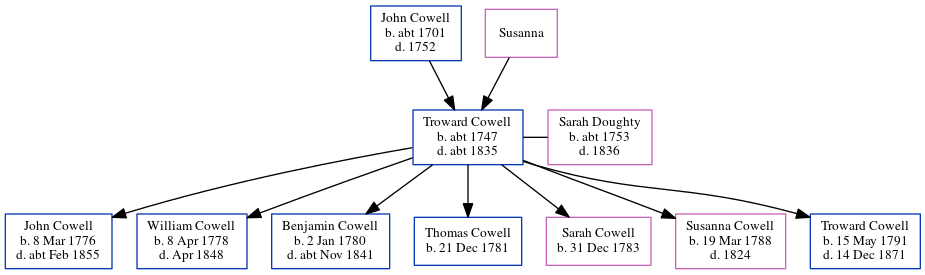 John Cowell
b. abt 1701
d. 1752
Susanna
Troward Cowell
b. abt 1747
d. abt 1835
Sarah Doughty
b. abt 1753
d. 1836
John Cowell
b. 8 Mar 1776
d. abt Feb 1855
William Cowell
b. 8 Apr 1778
d. Apr 1848
Benjamin Cowell
b. 2 Jan 1780
d. abt Nov 1841
Thomas Cowell
b. 21 Dec 1781
Sarah Cowell
b. 31 Dec 1783
Susanna Cowell
b. 19 Mar 1788
d. 1824
Troward Cowell
b. 15 May 1791
d. 14 Dec 1871